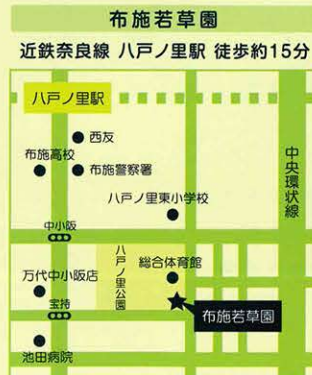 布施若草園
近鉄奈良線 八戸ノ里駅 徒歩約15分
八戸ノ里駅
西友
布施高校
布施警察署
中央環状線
八戸ノ里東小学校
中小阪
八戸ノ里公園
総合体育館
万代中小阪店
宝持
布施若草園
池田病院